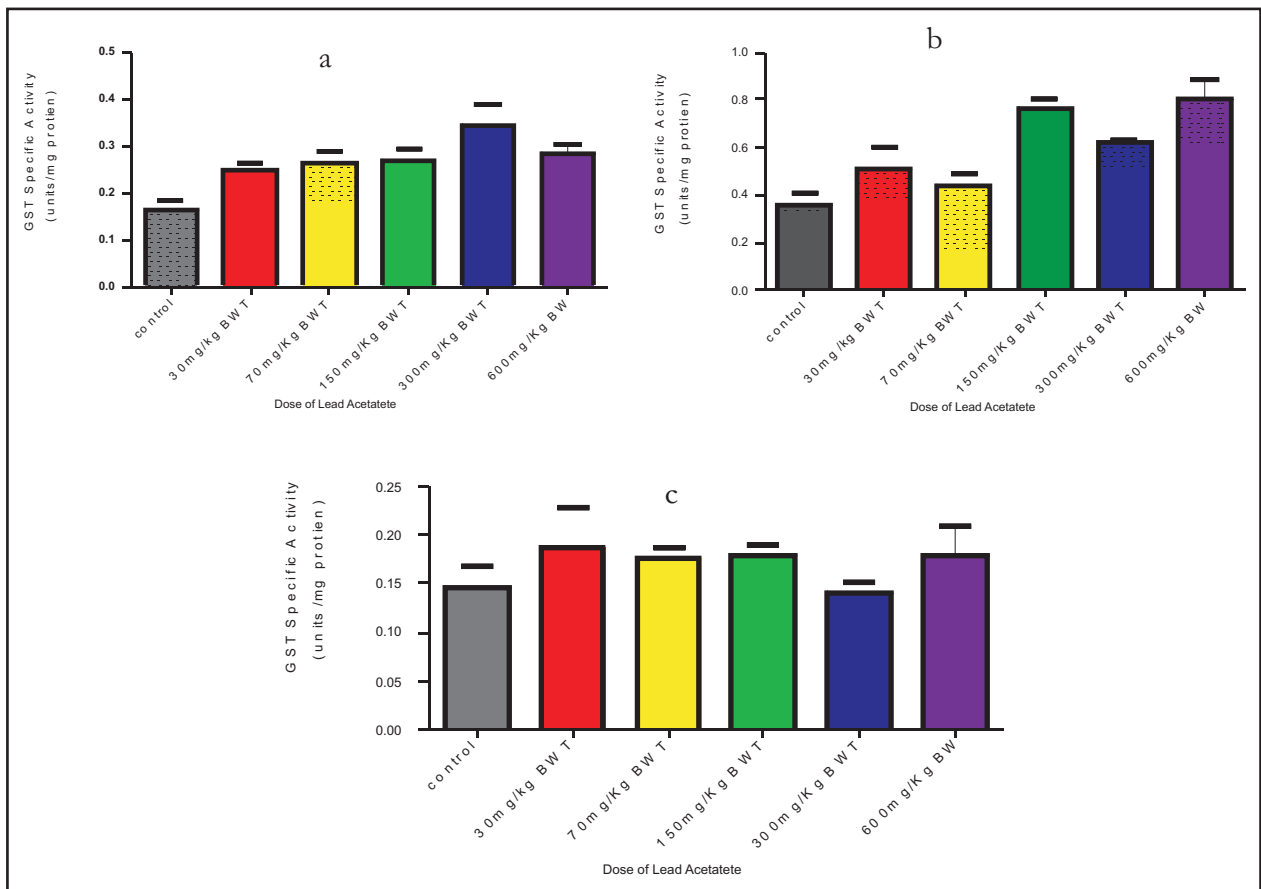 a
GST Specific Activity
(units/mg protien)
0.5
0.4
0.3
0.2
0.1
0.0
control
30mg/kg BWT
70mg/Kg BWT
150mg/Kg BWT
300mg/Kg BWT
600mg/Kg BW
Dose of Lead Acetatete
b
GST Specific Activity
(units/mg protien)
1.0
0.8
0.6
0.4
0.2
0.0
control
30mg/kg BWT
70mg/Kg BWT
150mg/Kg BWT
300mg/Kg BWT
600mg/Kg BW
Dose of Lead Acetatete
c
GST Specific Activity
(units/mg protien)
0.25
0.20
0.15
0.10
0.05
0.00
control
30mg/kg BWT
70mg/Kg BWT
150mg/Kg BWT
300mg/Kg BWT
600mg/Kg BW
Dose of Lead Acetatete